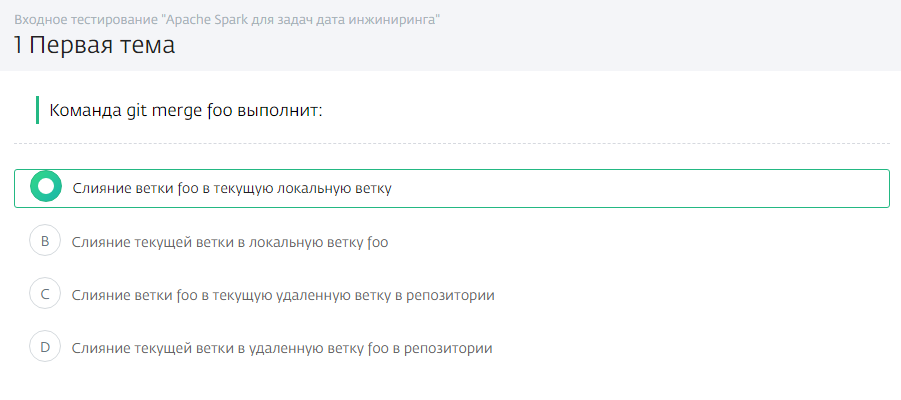 Входное тестирование "Apache Spark для задач дата инжиниринга"
1 Первая тема
Команда git merge foo выполнит:
Слияние ветки foo в текущую локальную ветку
B Слияние текущей ветки в локальную ветку foo
C Слияние ветки foo в текущую удаленную ветку в репозитории
D Слияние текущей ветки в удаленную ветку foo в репозитории